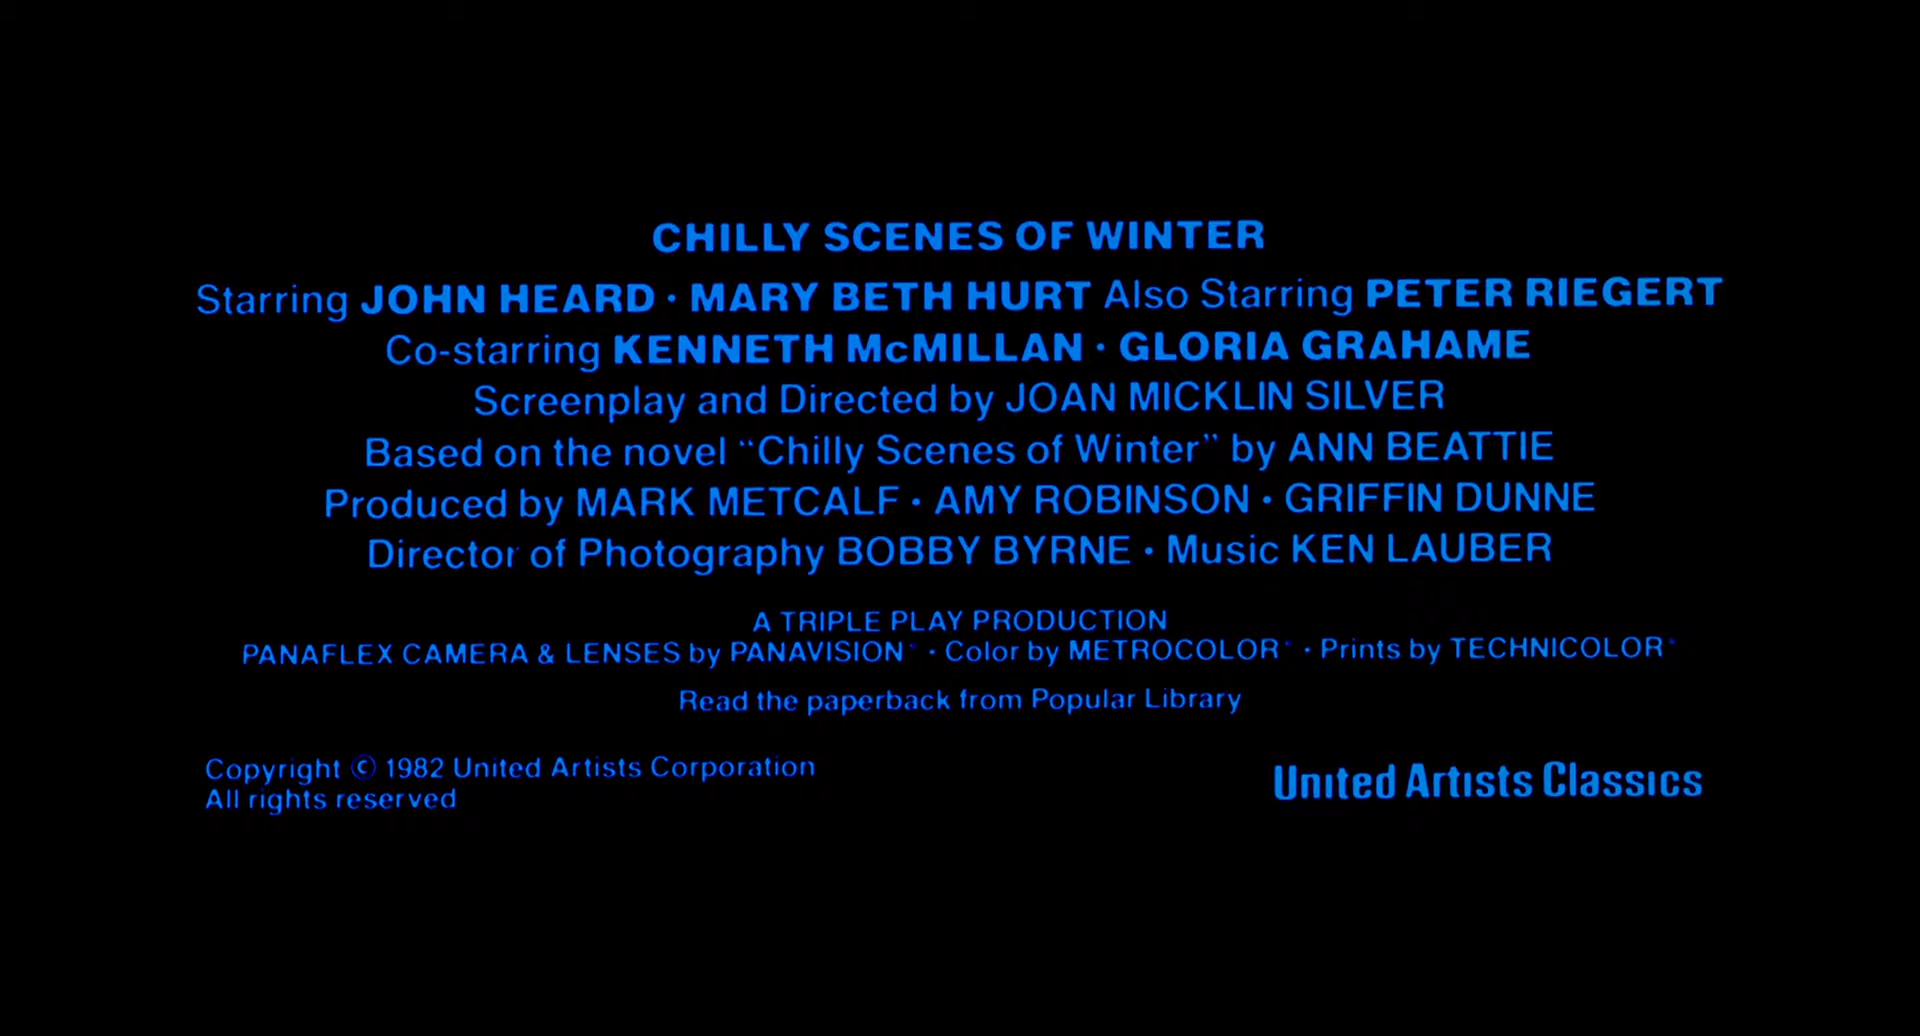 CHILLY SCENES OF WINTER
Starring JOHN HEARD · MARY BETH HURT Also Starring PETER RIEGERT
Co-starring KENNETH McMILLAN · GLORIA GRAHAME
Screenplay and Directed by JOAN MICKLIN SILVER
Based on the novel "Chilly Scenes of Winter" by ANN BEATTIE
Produced by MARK METCALF · AMY ROBINSON · GRIFFIN DUNNE
Director of Photography BOBBY BYRNE · Music KEN LAUBER
A TRIPLE PLAY PRODUCTION
PANAFLEX CAMERA & LENSES by PANAVISION · Color by METROCOLOR · Prints by TECHNICOLOR
Read the paperback from Popular Library
Copyright © 1982 United Artists Corporation
All rights reserved
United Artists Classics